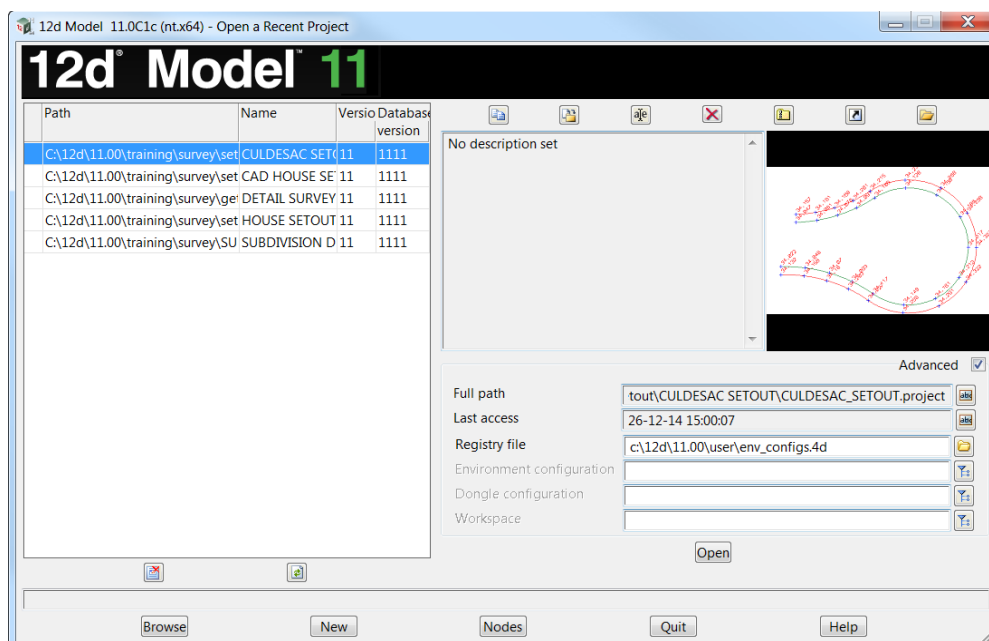 12d Model 11.0C1c (nt.x64) - Open a Recent Project
12d® Model™ 11
Path Name Versio Database version
C:\12d\11.00\training\survey\set CULDESAC SET( 11 1111
C:\12d\11.00\training\survey\set CAD HOUSE SE 11 1111
C:\12d\11.00\training\survey\ge DETAIL SURVEY 11 1111
C:\12d\11.00\training\survey\set HOUSE SETOUT 11 1111
C:\12d\11.00\training\survey\SU SUBDIVISION D 11 1111
No description set
Advanced
Full path tout\CULDESAC SETOUT\CULDESAC_SETOUT.project
Last access 26-12-14 15:00:07
Registry file c:\12d\11.00\user\env_configs.4d
Environment configuration
Dongle configuration
Workspace
Open
Browse New Nodes Quit Help